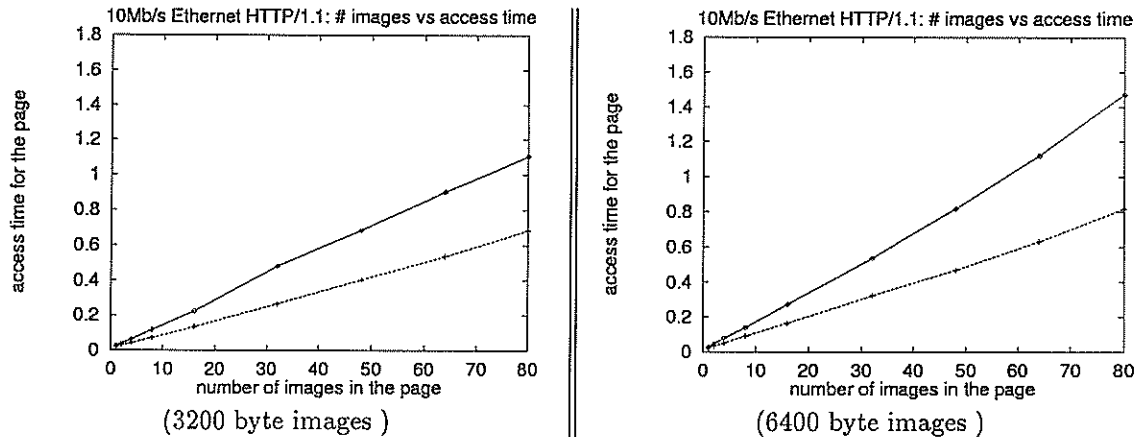 10Mb/s Ethernet HTTP/1.1: # images vs access time
1.8
1.6
1.4
1.2
1
0.8
0.6
0.4
0.2
0
access time for the page
0 10 20 30 40 50 60 70 80
number of images in the page
(3200 byte images )
10Mb/s Ethernet HTTP/1.1: # images vs access time
1.8
1.6
1.4
1.2
1
0.8
0.6
0.4
0.2
0
access time for the page
0 10 20 30 40 50 60 70 80
number of images in the page
(6400 byte images )